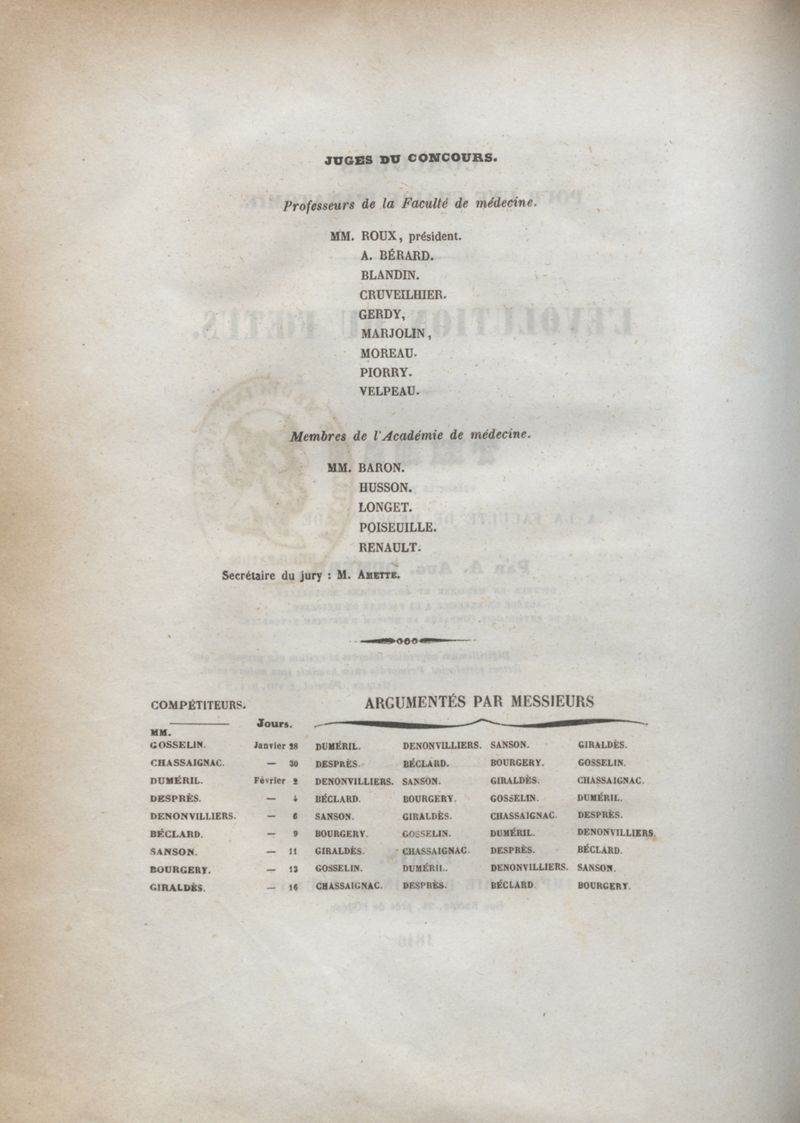 JUGES DU CONCOURS.
Professeurs de la Faculté de médecine.
MM. ROUX, président.
A. BÉRARD.
BLANDIN.
CRUVEILHIER.
GERDY,
MARJOLIN,
MOREAU.
PIORRY.
VELPEAU.
Membres de l'Académie de médecine.
MM. BARON.
HUSSON.
LONGET.
POISEUILLE.
RENAULT.
Secrétaire du jury : M. AMETTE.
COMPÉTITEURS. ARGUMENTÉS PAR MESSIEURS
Jours.
MM.
GOSSELIN. Janvier 28 DUMÉRIL. DENONVILLIERS. SANSON. GIRALDÈS.
CHASSAIGNAC. — 30 DESPRÈS. BÉCLARD. BOURGERY. GOSSELIN.
DUMÉRIL. Février 2 DENONVILLIERS. SANSON. GIRALDÈS. CHASSAIGNAC.
DESPRÈS. — 4 BÉCLARD. BOURGERY. GOSSELIN. DUMÉRIL.
DENONVILLIERS. — 6 SANSON. GIRALDÈS. CHASSAIGNAC. DESPRÈS.
BÉCLARD. — 9 BOURGERY. GOSSELIN. DUMÉRIL. DENONVILLIERS.
SANSON. — 11 GIRALDÈS. CHASSAIGNAC. DESPRÈS. BÉCLARD.
BOURGERY. — 13 GOSSELIN. DUMÉRIL. DENONVILLIERS. SANSON.
GIRALDÈS. — 16 CHASSAIGNAC. DESPRÈS. BÉCLARD. BOURGERY.